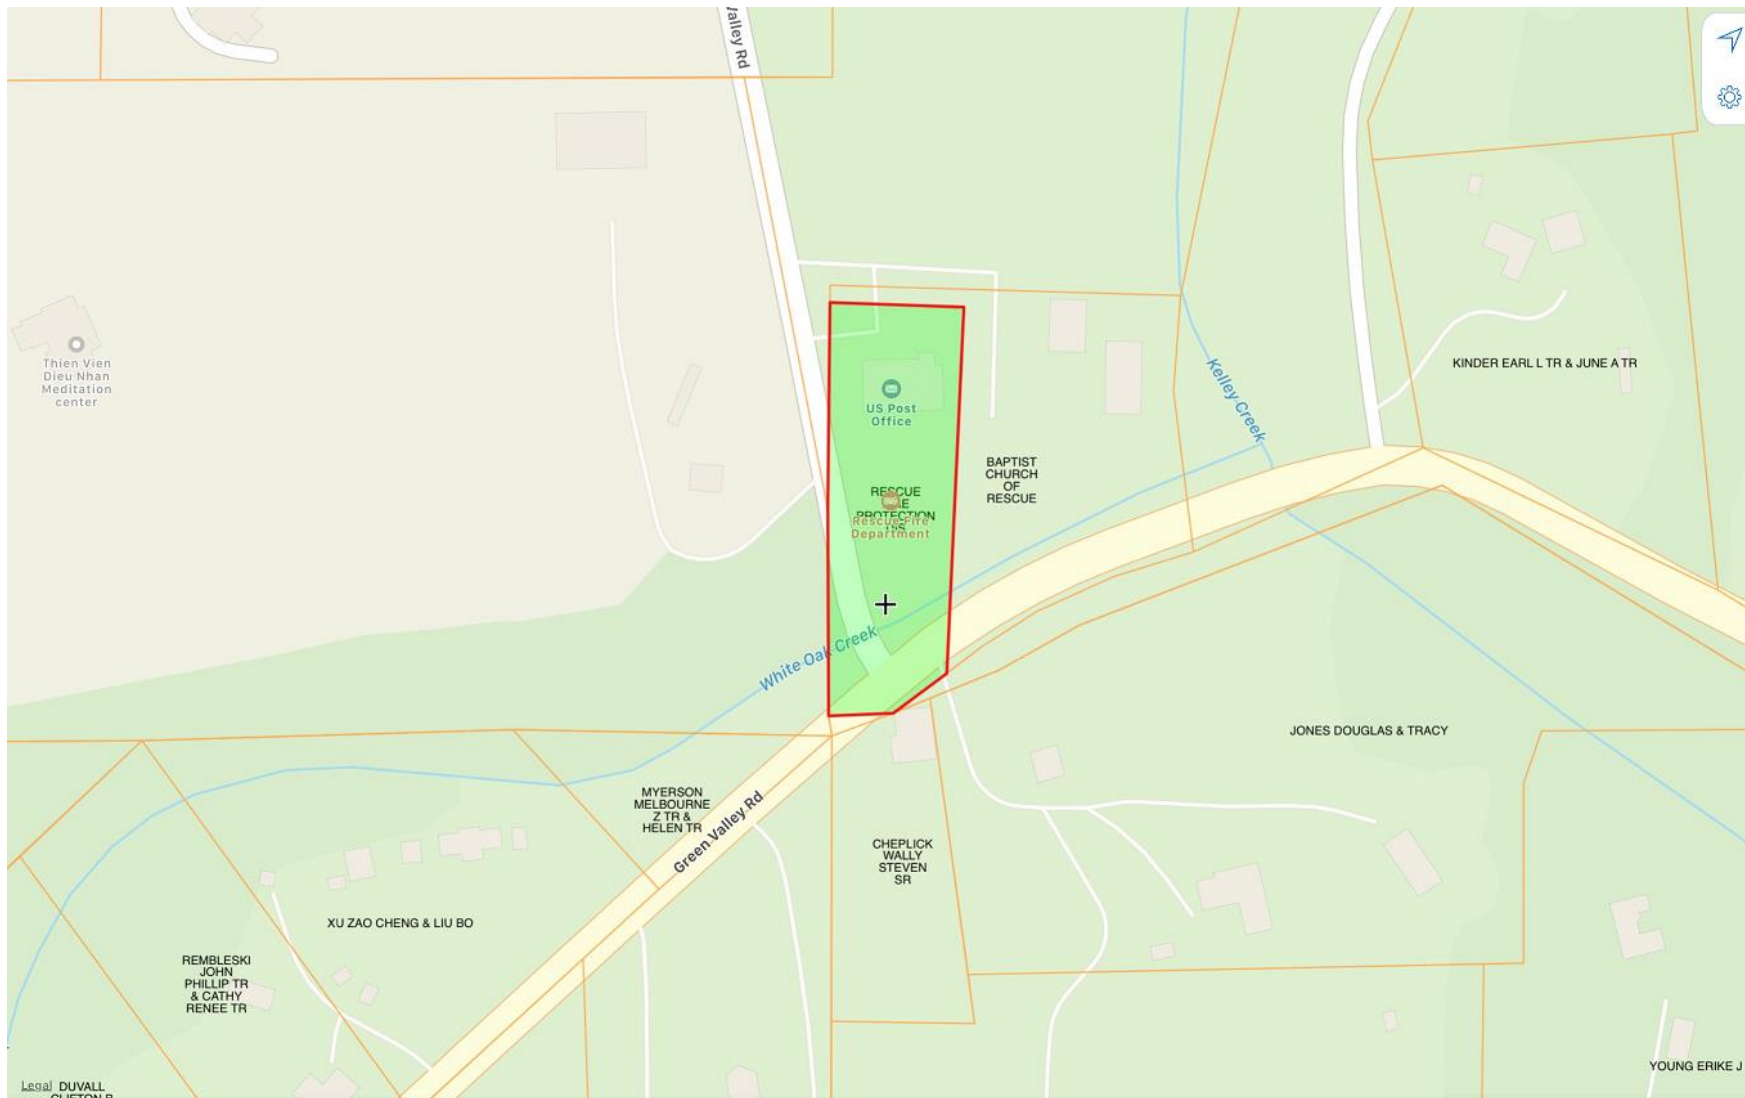 Valley Rd
Thien Vien
Dieu Nhan
Meditation
center
US Post
Office
RESCUE
PROTECTION
Rescue Fire
Department
BAPTIST
CHURCH
OF
RESCUE
Kelley Creek
KINDER EARL L TR & JUNE A TR
White Oak Creek
JONES DOUGLAS & TRACY
MYERSON
MELBOURNE
Z TR &
HELEN TR
Green Valley Rd
CHEPLICK
WALLY
STEVEN
SR
XU ZAO CHENG & LIU BO
REMBLESKI
JOHN
PHILLIP TR
& CATHY
RENEE TR
YOUNG ERIKE J
Legal
DUVALL
CLIFTON R